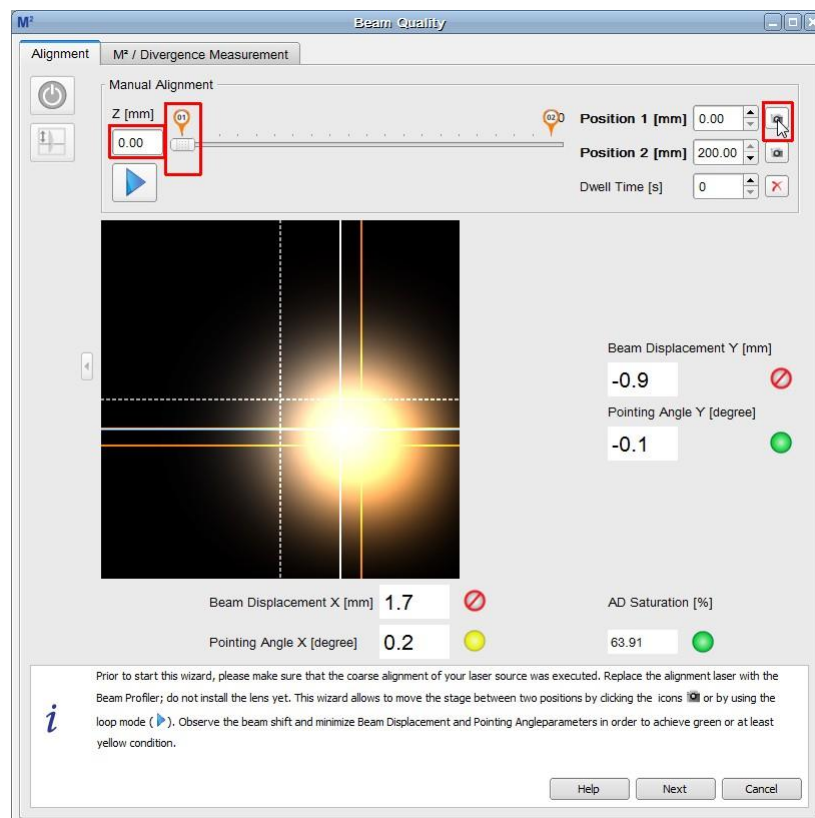 M² Beam Quality
Alignment M² / Divergence Measurement
Manual Alignment
Z [mm] 01 02 0 Position 1 [mm] 0.00
0.00
Position 2 [mm] 200.00
Dwell Time [s] 0
Beam Displacement Y [mm]
-0.9
Pointing Angle Y [degree]
-0.1
Beam Displacement X [mm] 1.7 AD Saturation [%]
Pointing Angle X [degree] 0.2 63.91
Prior to start this wizard, please make sure that the coarse alignment of your laser source was executed. Replace the alignment laser with the
Beam Profiler; do not install the lens yet. This wizard allows to move the stage between two positions by clicking the icons or by using the
loop mode ( ). Observe the beam shift and minimize Beam Displacement and Pointing Angleparameters in order to achieve green or at least
yellow condition.
Help Next Cancel